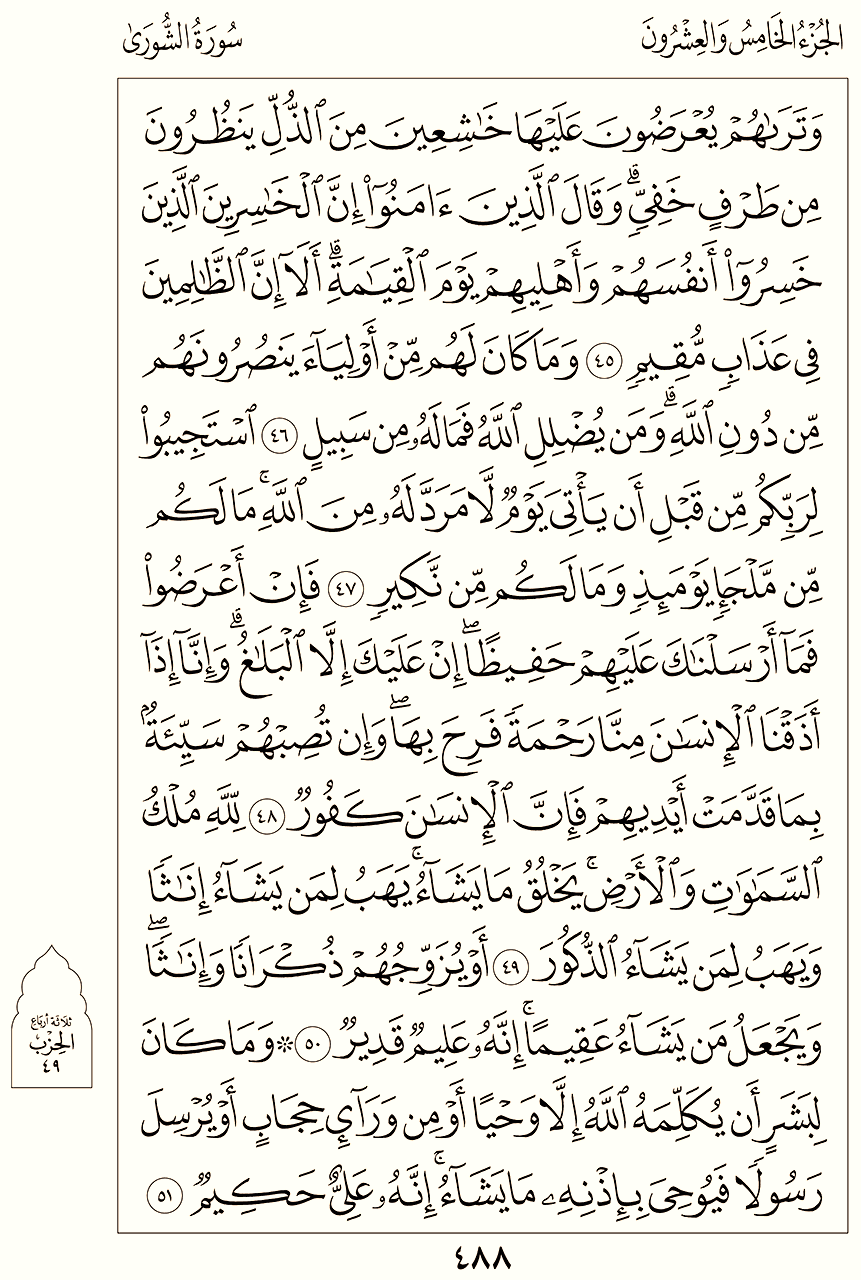 الجُزْءُ الخَامِسُ وَالعِشْرُونَ
سُورَةُ الشُّورَىٰ
وَتَرَىٰهُمْ يُعْرَضُونَ عَلَيْهَا خَٰشِعِينَ مِنَ ٱلذُّلِّ يَنظُرُونَ
مِن طَرْفٍ خَفِيٍّۗ وَقَالَ ٱلَّذِينَ ءَامَنُوٓا۟ إِنَّ ٱلْخَٰسِرِينَ ٱلَّذِينَ
خَسِرُوٓا۟ أَنفُسَهُمْ وَأَهْلِيهِمْ يَوْمَ ٱلْقِيَٰمَةِۗ أَلَآ إِنَّ ٱلظَّٰلِمِينَ
فِى عَذَابٍ مُّقِيمٍ ٤٥ وَمَا كَانَ لَهُم مِّنْ أَوْلِيَآءَ يَنصُرُونَهُم
مِّن دُونِ ٱللَّهِۗ وَمَن يُضْلِلِ ٱللَّهُ فَمَا لَهُۥ مِن سَبِيلٍ ٤٦ ٱسْتَجِيبُوا۟
لِرَبِّكُم مِّن قَبْلِ أَن يَأْتِىَ يَوْمٌ لَّا مَرَدَّ لَهُۥ مِنَ ٱللَّهِۚ مَا لَكُم
مِّن مَّلْجَإٍ يَوْمَئِذٍ وَمَا لَكُم مِّن نَّكِيرٍ ٤٧ فَإِنْ أَعْرَضُوا۟
فَمَآ أَرْسَلْنَٰكَ عَلَيْهِمْ حَفِيظًاۖ إِنْ عَلَيْكَ إِلَّا ٱلْبَلَٰغُۗ وَإِنَّآ إِذَآ
أَذَقْنَا ٱلْإِنسَٰنَ مِنَّا رَحْمَةً فَرِحَ بِهَاۖ وَإِن تُصِبْهُمْ سَيِّئَةٌۢ
بِمَا قَدَّمَتْ أَيْدِيهِمْ فَإِنَّ ٱلْإِنسَٰنَ كَفُورٌ ٤٨ لِّلَّهِ مُلْكُ
ٱلسَّمَٰوَٰتِ وَٱلْأَرْضِۚ يَخْلُقُ مَا يَشَآءُۚ يَهَبُ لِمَن يَشَآءُ إِنَٰثًا
وَيَهَبُ لِمَن يَشَآءُ ٱلذُّكُورَ ٤٩ أَوْ يُزَوِّجُهُمْ ذُكْرَانًا وَإِنَٰثًاۖ
وَيَجْعَلُ مَن يَشَآءُ عَقِيمًاۚ إِنَّهُۥ عَلِيمٌ قَدِيرٌ ٥٠ * وَمَا كَانَ
لِبَشَرٍ أَن يُكَلِّمَهُ ٱللَّهُ إِلَّا وَحْيًا أَوْ مِن وَرَآئِ حِجَابٍ أَوْ يُرْسِلَ
رَسُولًا فَيُوحِىَ بِإِذْنِهِۦ مَا يَشَآءُۚ إِنَّهُۥ عَلِىٌّ حَكِيمٌ ٥١
ثلاثة أرباع
الحِزْب
٤٩
٤٨٨